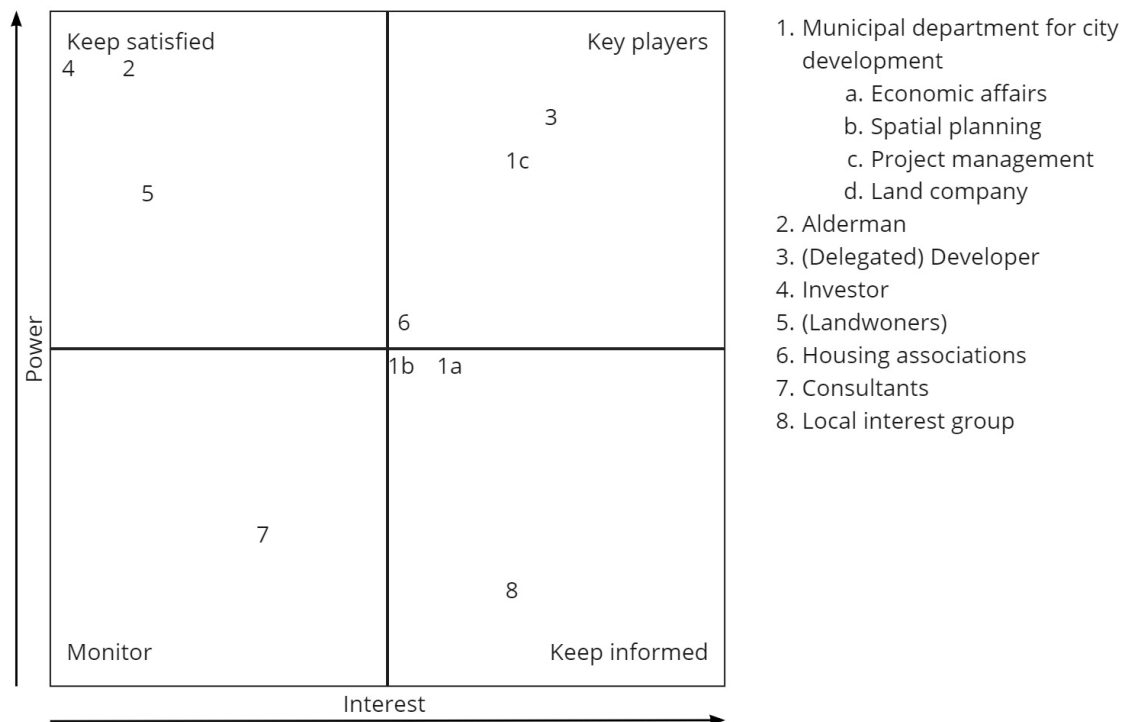 Keep satisfied
Key players
4 2
3
1c
5
6
1b 1a
7
8
Monitor
Keep informed
Power
Interest
1. Municipal department for city
development
a. Economic affairs
b. Spatial planning
c. Project management
d. Land company
2. Alderman
3. (Delegated) Developer
4. Investor
5. (Landwoners)
6. Housing associations
7. Consultants
8. Local interest group